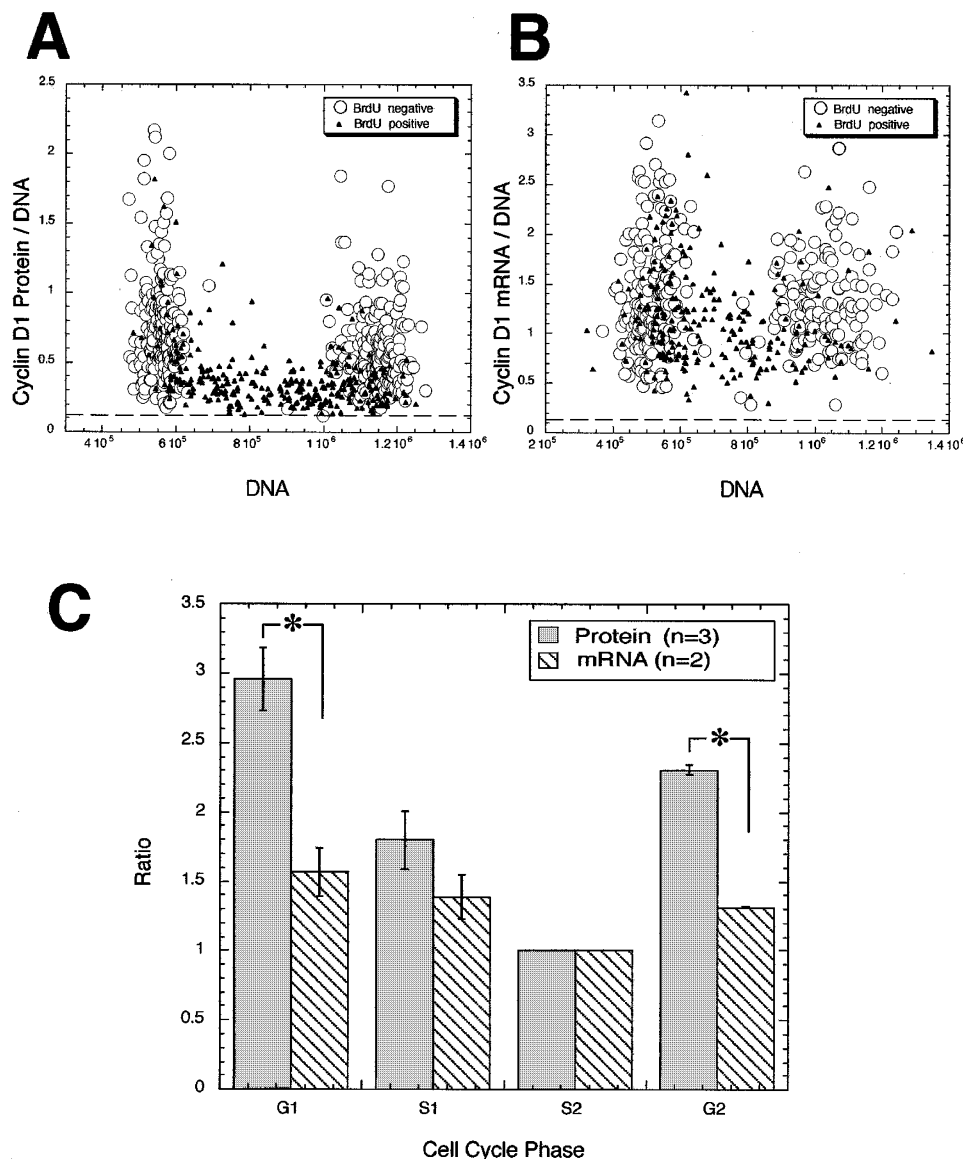 A
2.5
2
1.5
1
0.5
0
Cyclin D1 Protein / DNA
BrdU negative
BrdU positive
4 10⁵
6 10⁵
8 10⁵
1 10⁶
1.2 10⁶
1.4 10⁶
DNA
B
3.5
3
2.5
2
1.5
1
0.5
0
Cyclin D1 mRNA / DNA
BrdU negative
BrdU positive
2 10⁵
4 10⁵
6 10⁵
8 10⁵
1 10⁶
1.2 10⁶
1.4 10⁶
DNA
C
3.5
3
2.5
2
1.5
1
0.5
0
Ratio
*
*
Protein (n=3)
mRNA (n=2)
G1
S1
S2
G2
Cell Cycle Phase